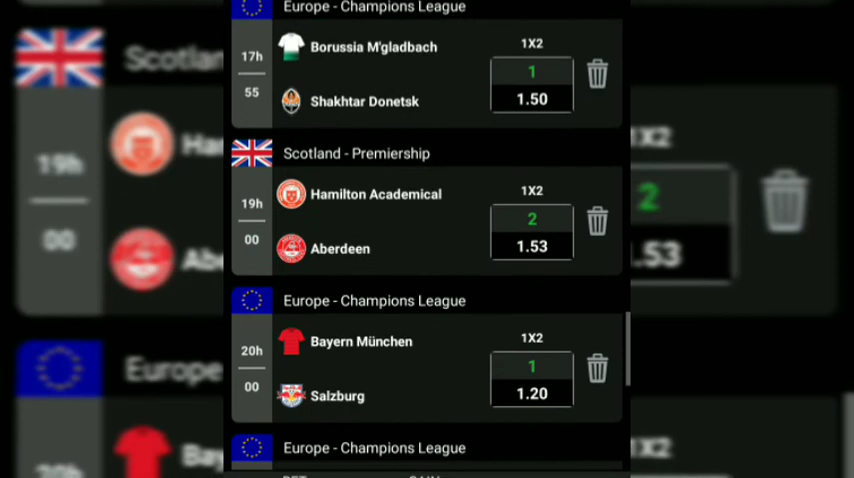 Europe - Champions League
17h
55
Borussia M'gladbach
Shakhtar Donetsk
1X2
1
1.50
Scotland - Premiership
19h
00
Hamilton Academical
Aberdeen
1X2
2
1.53
Europe - Champions League
20h
00
Bayern München
Salzburg
1X2
1
1.20
Europe - Champions League